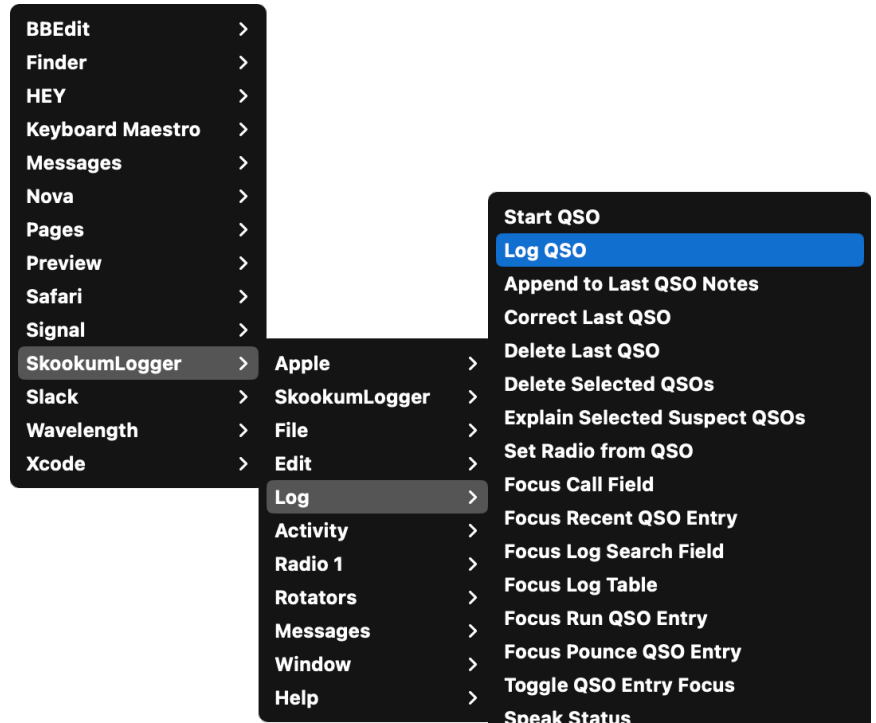 BBEdit
Finder
HEY
Keyboard Maestro
Messages
Nova
Pages
Preview
Safari
Signal
SkookumLogger
Slack
Wavelength
Xcode
Apple
SkookumLogger
File
Edit
Log
Activity
Radio 1
Rotators
Messages
Window
Help
Start QSO
Log QSO
Append to Last QSO Notes
Correct Last QSO
Delete Last QSO
Delete Selected QSOs
Explain Selected Suspect QSOs
Set Radio from QSO
Focus Call Field
Focus Recent QSO Entry
Focus Log Search Field
Focus Log Table
Focus Run QSO Entry
Focus Pounce QSO Entry
Toggle QSO Entry Focus
Speak Status